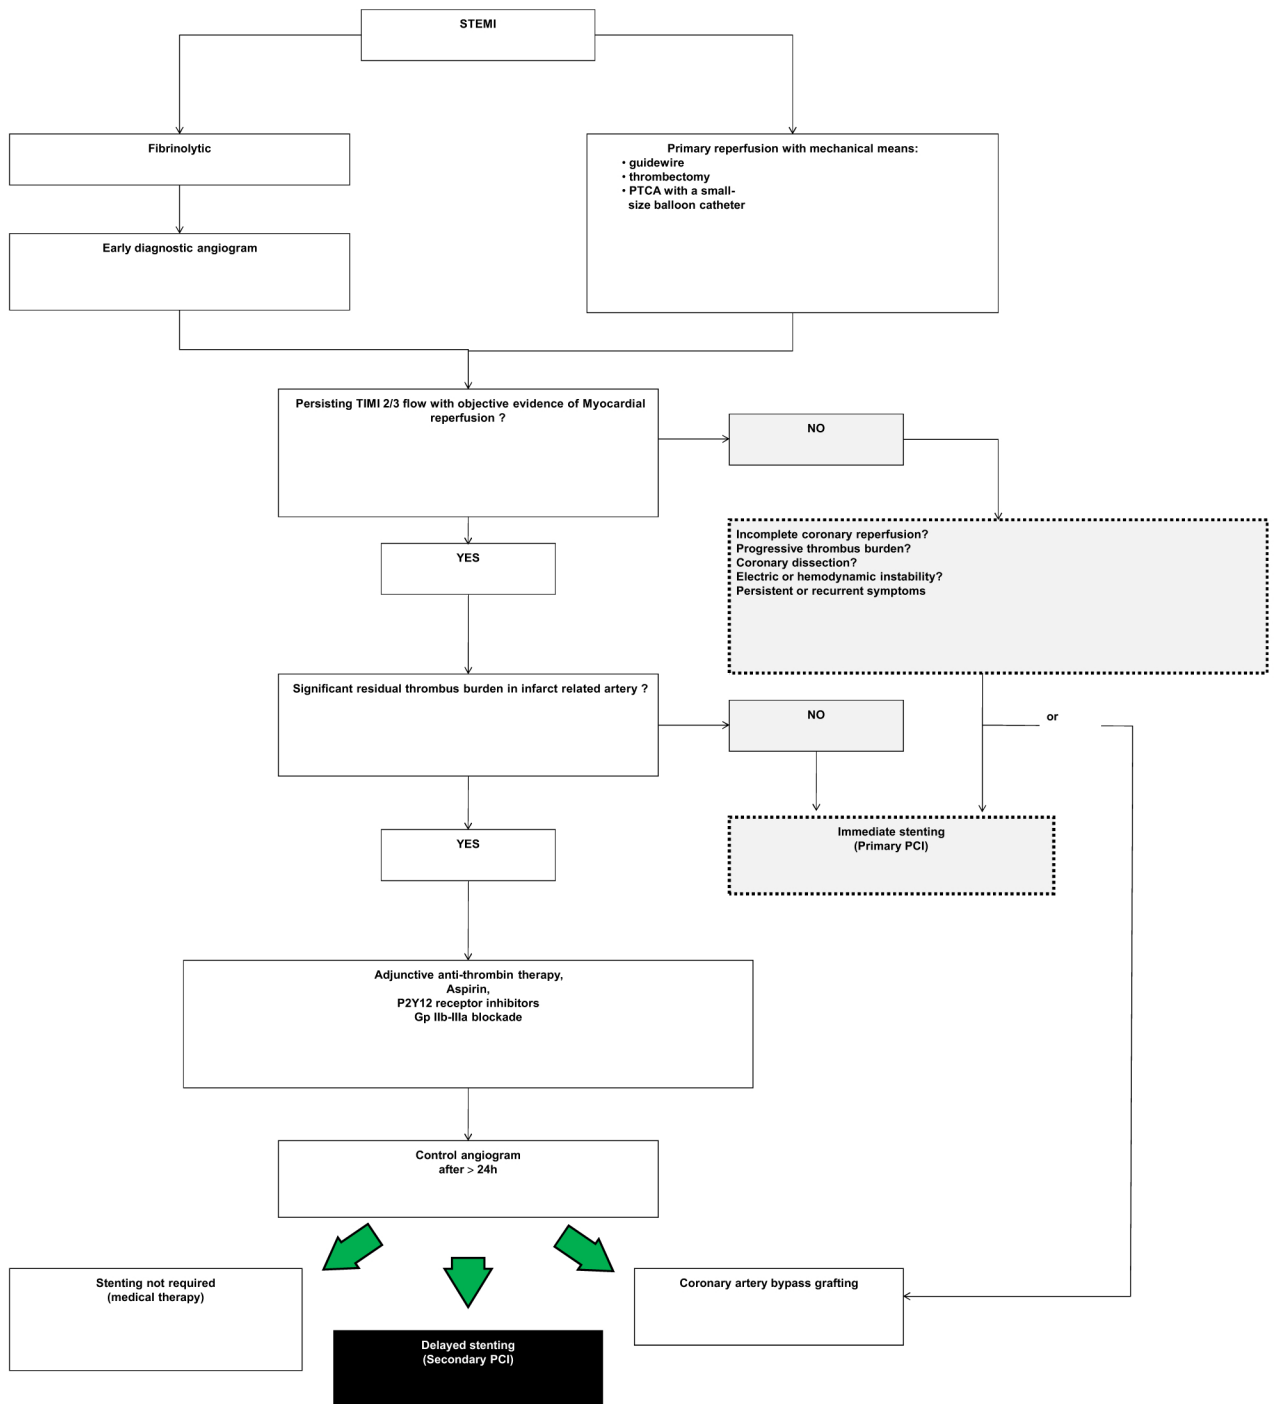 STEMI
Fibrinolytic
Primary reperfusion with mechanical means:
• guidewire
• thrombectomy
• PTCA with a small-
size balloon catheter
Early diagnostic angiogram
Persisting TIMI 2/3 flow with objective evidence of Myocardial
reperfusion ?
NO
Incomplete coronary reperfusion?
Progressive thrombus burden?
Coronary dissection?
Electric or hemodynamic instability?
Persistent or recurrent symptoms
YES
Significant residual thrombus burden in infarct related artery ?
NO
or
Immediate stenting
(Primary PCI)
YES
Adjunctive anti-thrombin therapy,
Aspirin,
P2Y12 receptor inhibitors
Gp IIb-IIIa blockade
Control angiogram
after > 24h
Stenting not required
(medical therapy)
Coronary artery bypass grafting
Delayed stenting
(Secondary PCI)